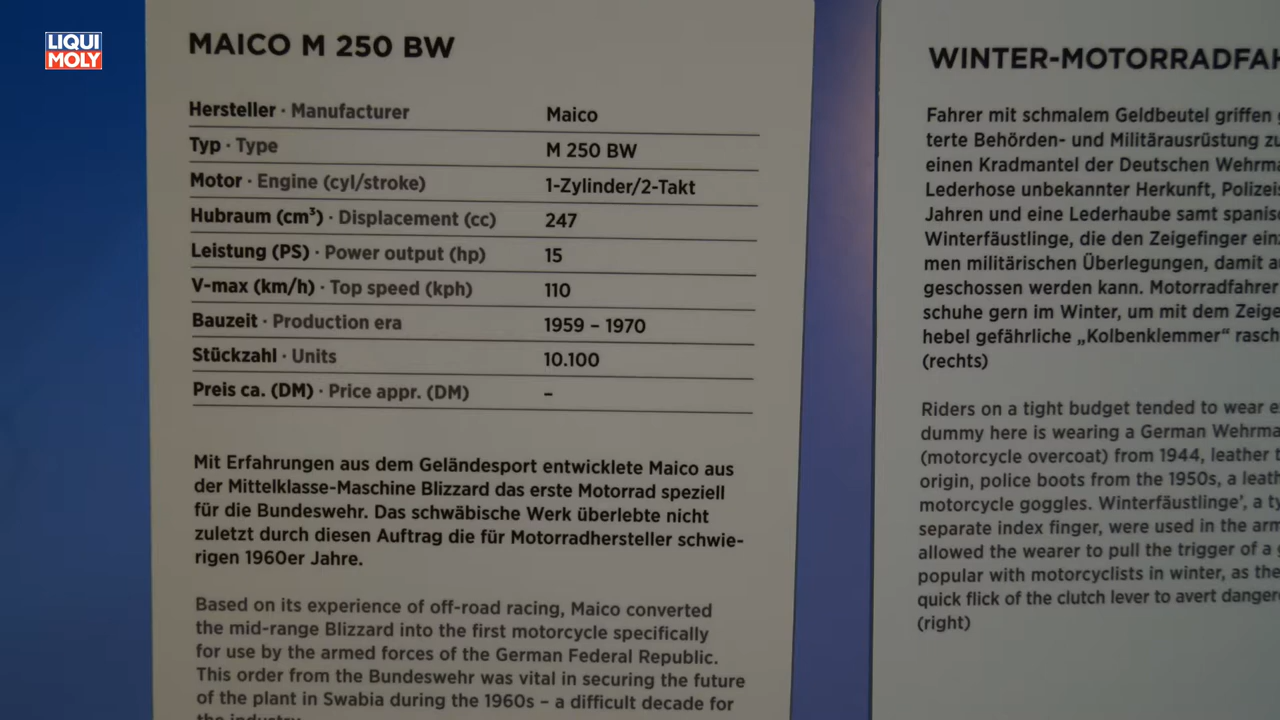 LIQUI
MOLY
MAICO M 250 BW
Hersteller · Manufacturer Maico
Typ · Type M 250 BW
Motor · Engine (cyl/stroke) 1-Zylinder/2-Takt
Hubraum (cm³) · Displacement (cc) 247
Leistung (PS) · Power output (hp) 15
V-max (km/h) · Top speed (kph) 110
Bauzeit · Production era 1959 – 1970
Stückzahl · Units 10.100
Preis ca. (DM) · Price appr. (DM) –
Mit Erfahrungen aus dem Geländesport entwicklete Maico aus
der Mittelklasse-Maschine Blizzard das erste Motorrad speziell
für die Bundeswehr. Das schwäbische Werk überlebte nicht
zuletzt durch diesen Auftrag die für Motorradhersteller schwie-
rigen 1960er Jahre.
Based on its experience of off-road racing, Maico converted
the mid-range Blizzard into the first motorcycle specifically
for use by the armed forces of the German Federal Republic.
This order from the Bundeswehr was vital in securing the future
of the plant in Swabia during the 1960s – a difficult decade for
WINTER-MOTORRADFAH
Fahrer mit schmalem Geldbeutel griffen
terte Behörden- und Militärausrüstung zu
einen Kradmantel der Deutschen Wehrma
Lederhose unbekannter Herkunft, Polizeis
Jahren und eine Lederhaube samt spanisc
Winterfäustlinge, die den Zeigefinger einz
men militärischen Überlegungen, damit a
geschossen werden kann. Motorradfahrer
schuhe gern im Winter, um mit dem Zeige
hebel gefährliche „Kolbenklemmer“ rasch
(rechts)
Riders on a tight budget tended to wear e
dummy here is wearing a German Wehrma
(motorcycle overcoat) from 1944, leather t
origin, police boots from the 1950s, a leath
motorcycle goggles. Winterfäustlinge’, a ty
separate index finger, were used in the arm
allowed the wearer to pull the trigger of a
popular with motorcyclists in winter, as the
quick flick of the clutch lever to avert danger
(right)